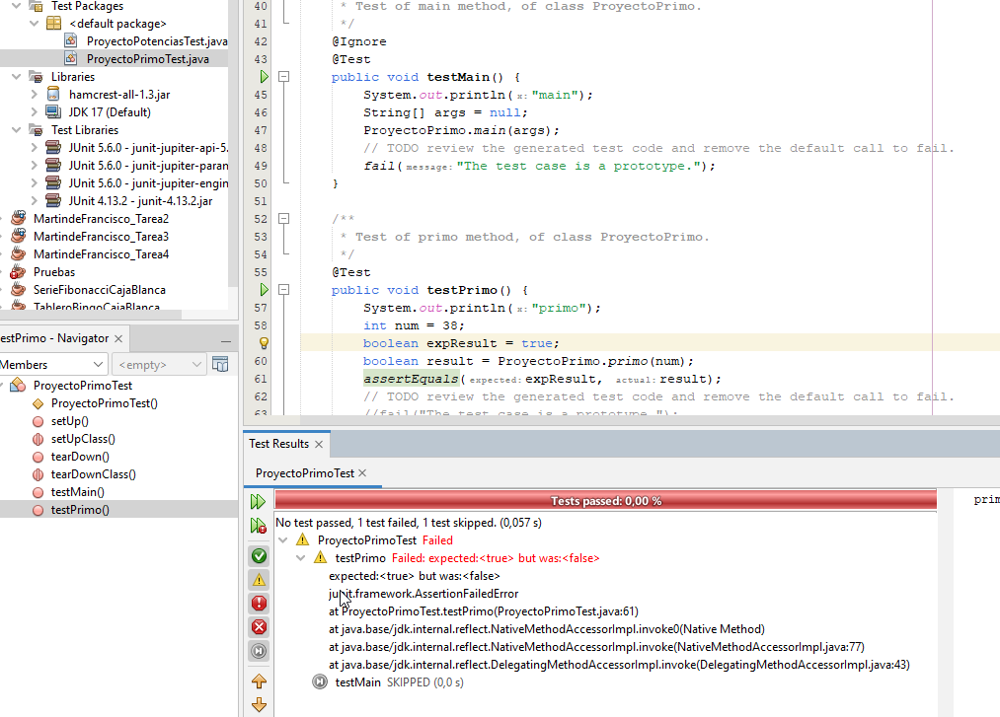 Test Packages
<default package>
ProyectoPotenciasTest.java
ProyectoPrimoTest.java
Libraries
hamcrest-all-1.3.jar
JDK 17 (Default)
Test Libraries
JUnit 5.6.0 - junit-jupiter-api-5.
JUnit 5.6.0 - junit-jupiter-paran
JUnit 5.6.0 - junit-jupiter-engin
JUnit 4.13.2 - junit-4.13.2.jar
MartindeFrancisco_Tarea2
MartindeFrancisco_Tarea3
MartindeFrancisco_Tarea4
Pruebas
SerieFibonacciCajaBlanca
TableroBingoCajaBlanca
estPrimo - Navigator
Members
<empty>
ProyectoPrimoTest
ProyectoPrimoTest()
setUp()
setUpClass()
tearDown()
tearDownClass()
testMain()
testPrimo()
40 * Test of main method, of class ProyectoPrimo.
41 */
42 @Ignore
43 @Test
public void testMain() {
45 System.out.println(x: "main");
46 String[] args = null;
47 ProyectoPrimo.main(args);
48 // TODO review the generated test code and remove the default call to fail.
49 fail(message: "The test case is a prototype.");
50 }
51
52 /**
53 * Test of primo method, of class ProyectoPrimo.
54 */
55 @Test
public void testPrimo() {
57 System.out.println(x: "primo");
58 int num = 38;
boolean expResult = true;
60 boolean result = ProyectoPrimo.primo(num);
61 assertEquals(expected: expResult, actual: result);
62 // TODO review the generated test code and remove the default call to fail.
63 //fail("The test case is a prototype.");
Test Results
ProyectoPrimoTest
Tests passed: 0,00 %
No test passed, 1 test failed, 1 test skipped. (0,057 s)
ProyectoPrimoTest Failed
testPrimo Failed: expected:<true> but was:<false>
expected:<true> but was:<false>
junit.framework.AssertionFailedError
at ProyectoPrimoTest.testPrimo(ProyectoPrimoTest.java:61)
at java.base/jdk.internal.reflect.NativeMethodAccessorImpl.invoke0(Native Method)
at java.base/jdk.internal.reflect.NativeMethodAccessorImpl.invoke(NativeMethodAccessorImpl.java:77)
at java.base/jdk.internal.reflect.DelegatingMethodAccessorImpl.invoke(DelegatingMethodAccessorImpl.java:43)
testMain SKIPPED (0,0 s)
prim